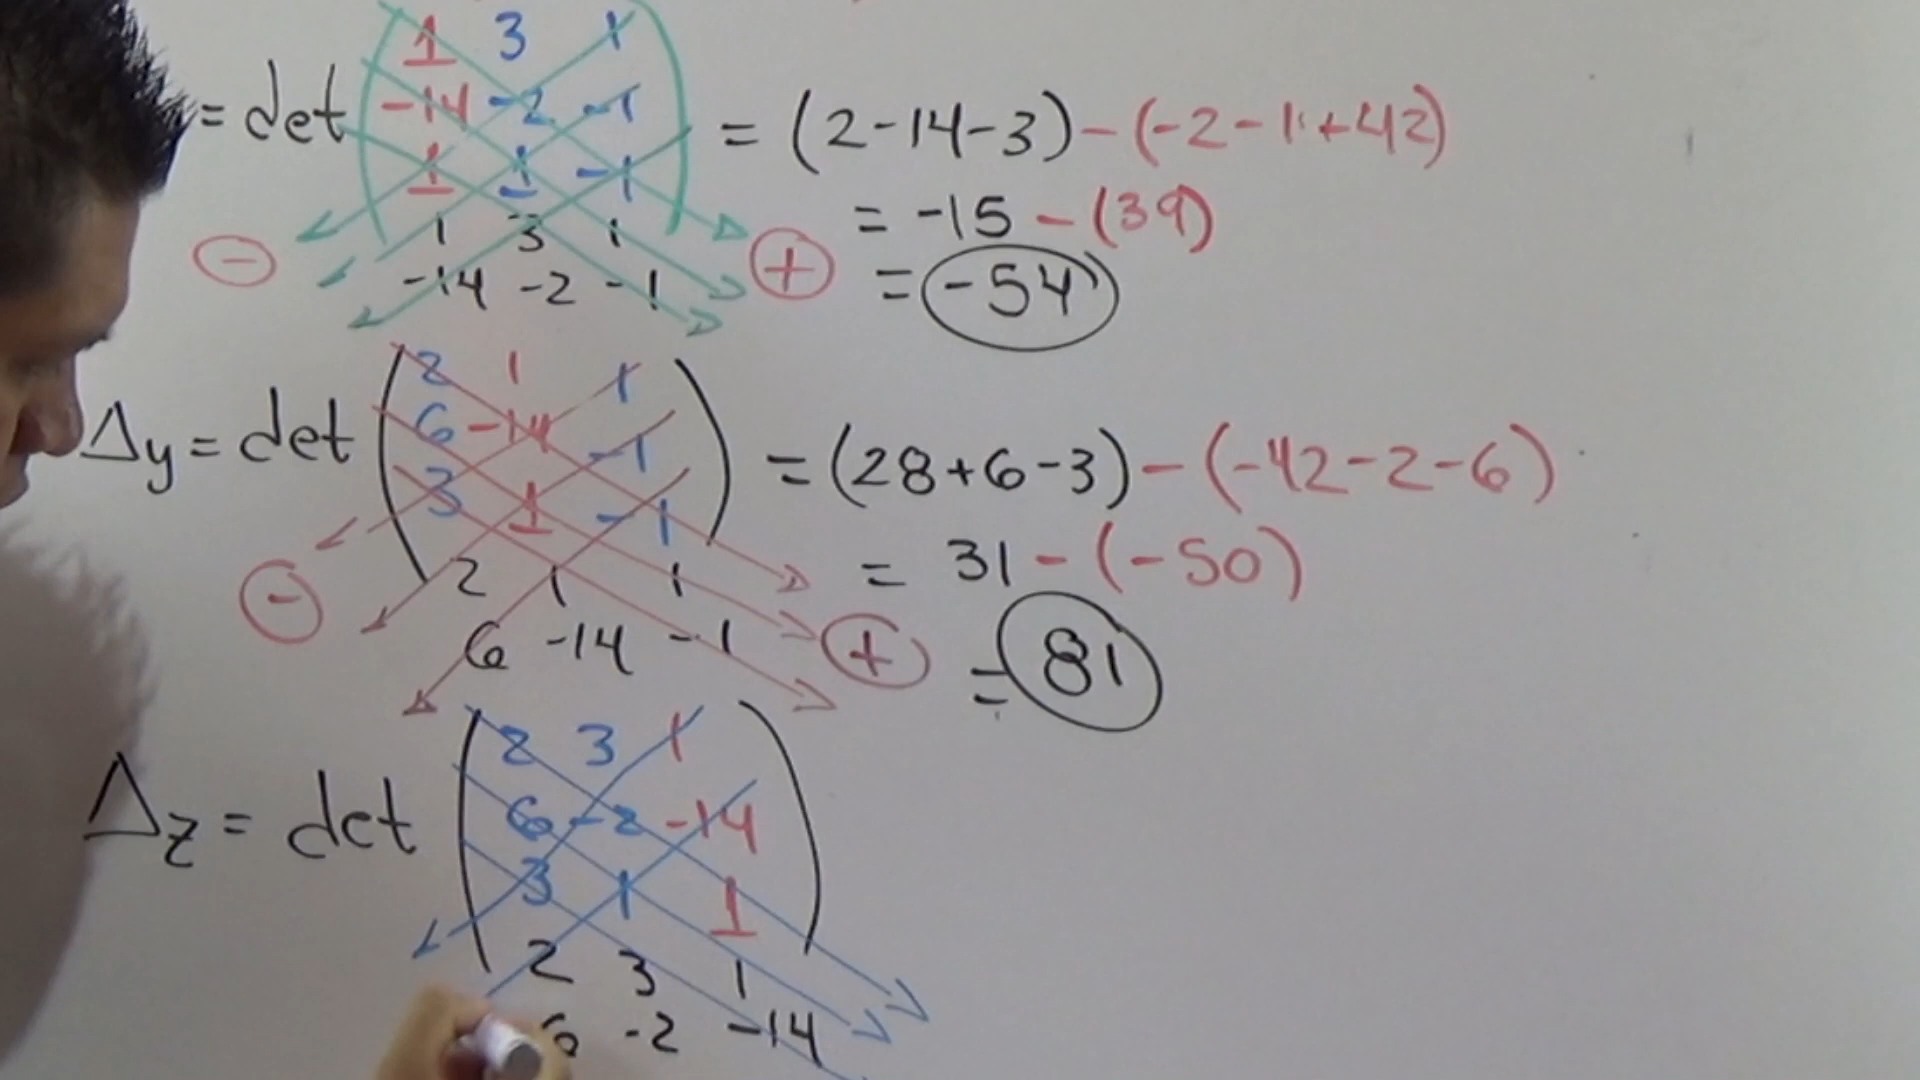 = det
1 3 1
-14 -2 -1
1 1 -1
1 3 1
-14 -2 -1
- +
= (2-14-3) - (-2-1+42)
= -15 - (39)
= -54
Δy = det
2 1 1
6 -14 -1
3 1 -1
2 1 1
6 -14 -1
- +
= (28+6-3) - (-42-2-6)
= 31 - (-50)
= 81
Δz = det
2 3 1
6 -2 -14
3 1 1
2 3 1
6 -2 -14